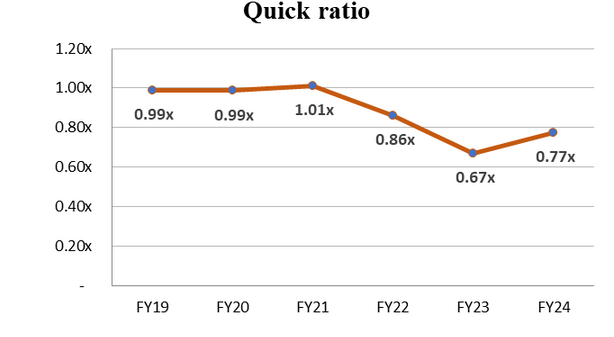 Quick ratio
1.20x
1.00x
0.80x
0.60x
0.40x
0.20x
-
0.99x
0.99x
1.01x
0.86x
0.67x
0.77x
FY19 FY20 FY21 FY22 FY23 FY24